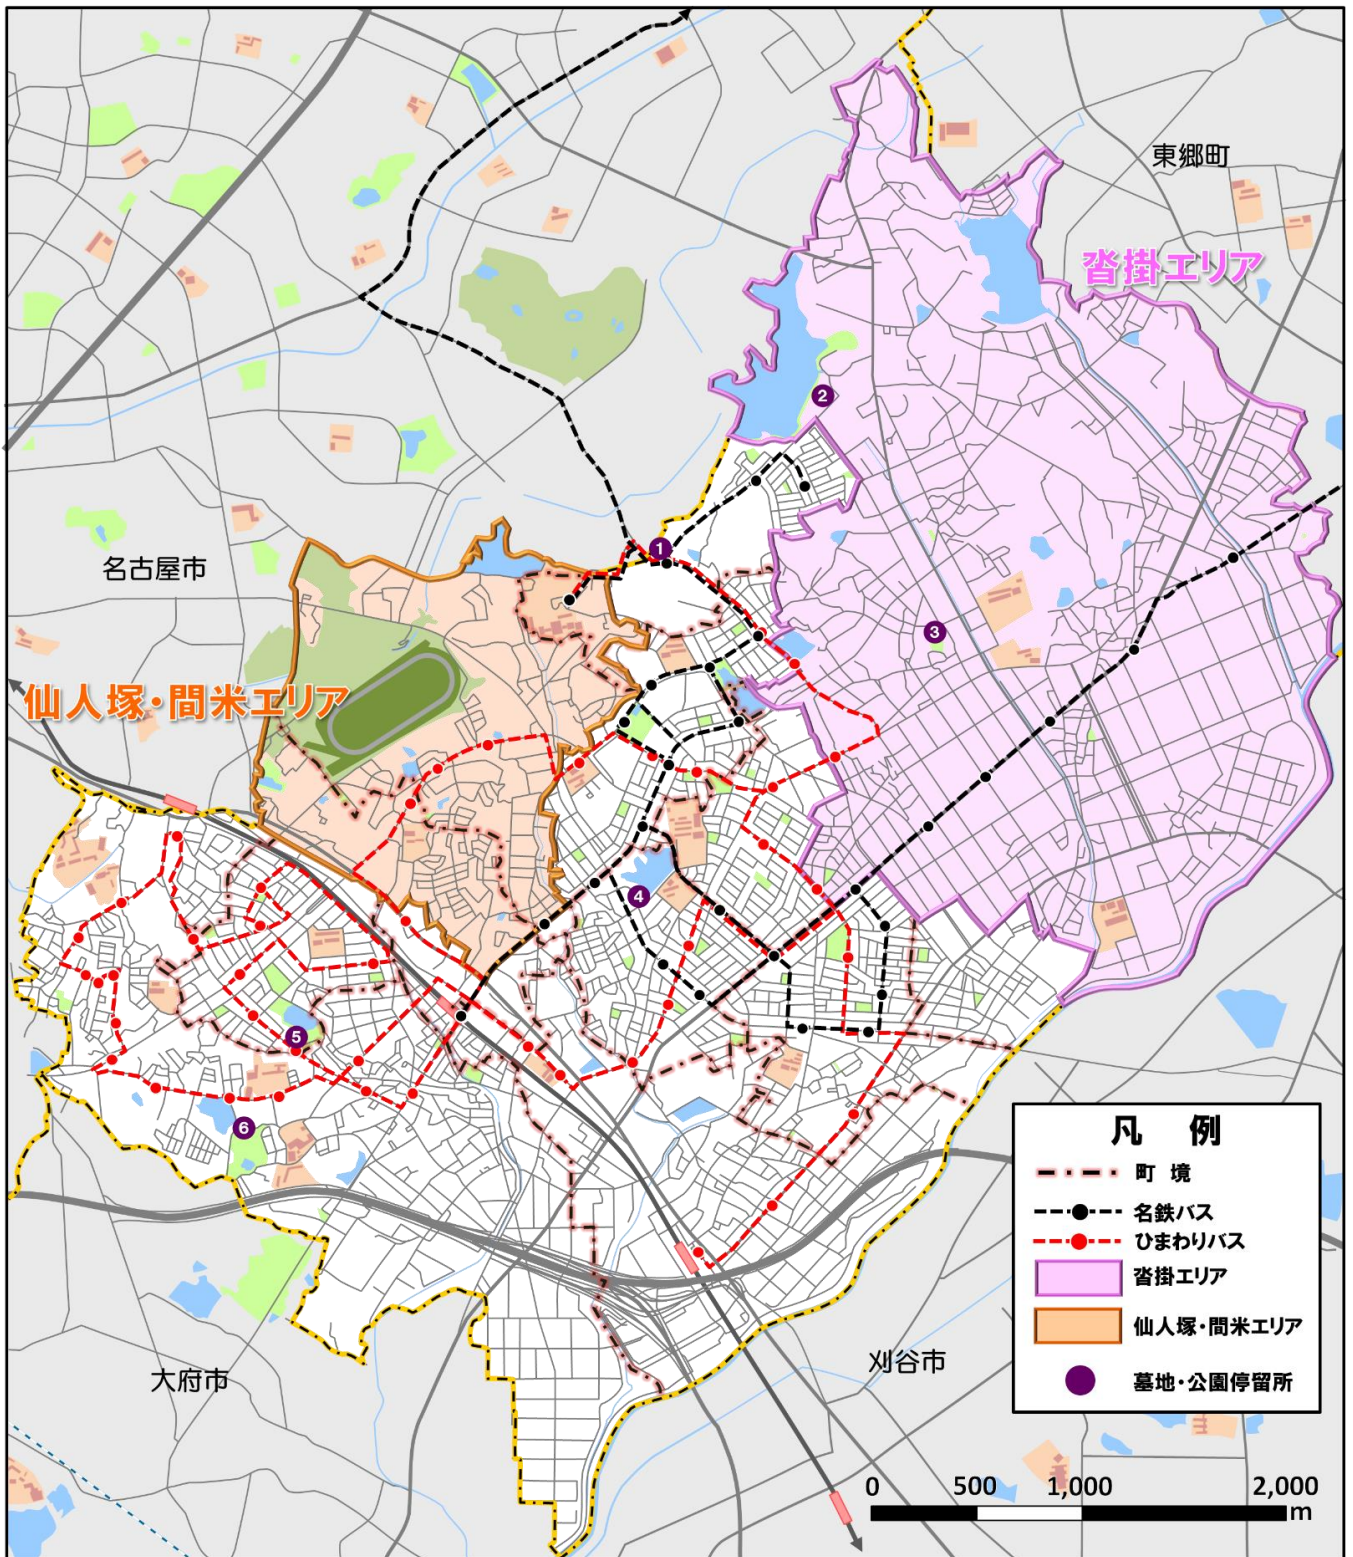 東郷町
沓掛エリア
2
名古屋市
1
3
仙人塚・間米エリア
4
5
6
凡 例
町 境
名鉄バス
ひまわりバス
沓掛エリア
仙人塚・間米エリア
墓地・公園停留所
大府市
刈谷市
0 500 1,000 2,000
m